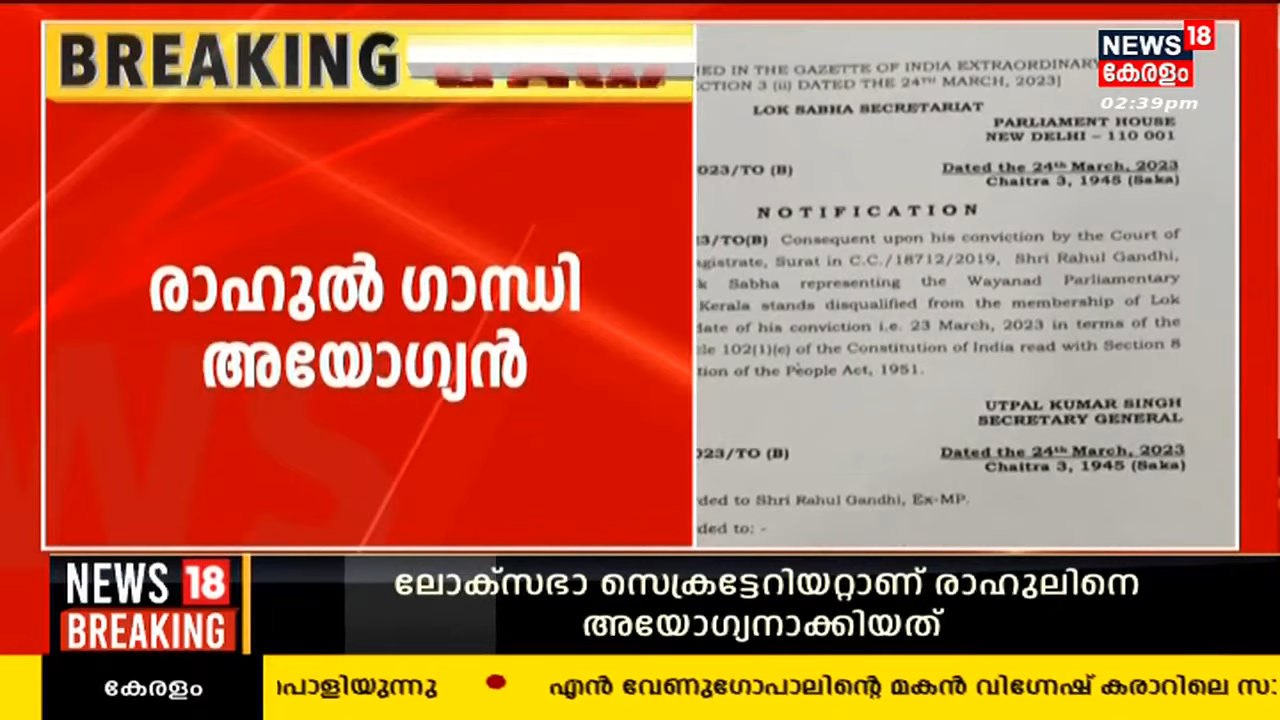 BREAKING
രാഹുൽ ഗാന്ധി
അയോഗ്യൻ
NEWS 18
കേരളം
02:39pm
IN THE GAZETTE OF INDIA EXTRAORDINARY
3 (ii) DATED THE 24TH MARCH, 2023]
LOK SABHA SECRETARIAT
PARLIAMENT HOUSE
NEW DELHI – 110 001
/TO (B) Dated the 24th March, 2023
Chaitra 3, 1945 (Saka)
NOTIFICATION
/TO(B) Consequent upon his conviction by the Court of
Surat in C.C./18712/2019, Shri Rahul Gandhi,
Sabha representing the Wayanad Parliamentary
Kerala stands disqualified from the membership of Lok
of his conviction i.e. 23 March, 2023 in terms of the
102(1)(e) of the Constitution of India read with Section 8
of the People Act, 1951.
UTPAL KUMAR SINGH
SECRETARY GENERAL
/TO (B) Dated the 24th March, 2023
Chaitra 3, 1945 (Saka)
to Shri Rahul Gandhi, Ex-MP.
to: -
NEWS 18
BREAKING
ലോക്സഭാ സെക്രട്ടേറിയറ്റാണ് രാഹുലിനെ
അയോഗ്യനാക്കിയത്
കേരളം
പൊളിയുന്നു ● എൻ വേണുഗോപാലിന്റെ മകൻ വിഗ്നേഷ് കരാറിലെ